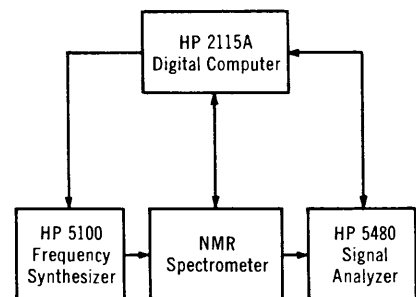 HP 2115A
Digital Computer
HP 5100
Frequency
Synthesizer
NMR
Spectrometer
HP 5480
Signal
Analyzer